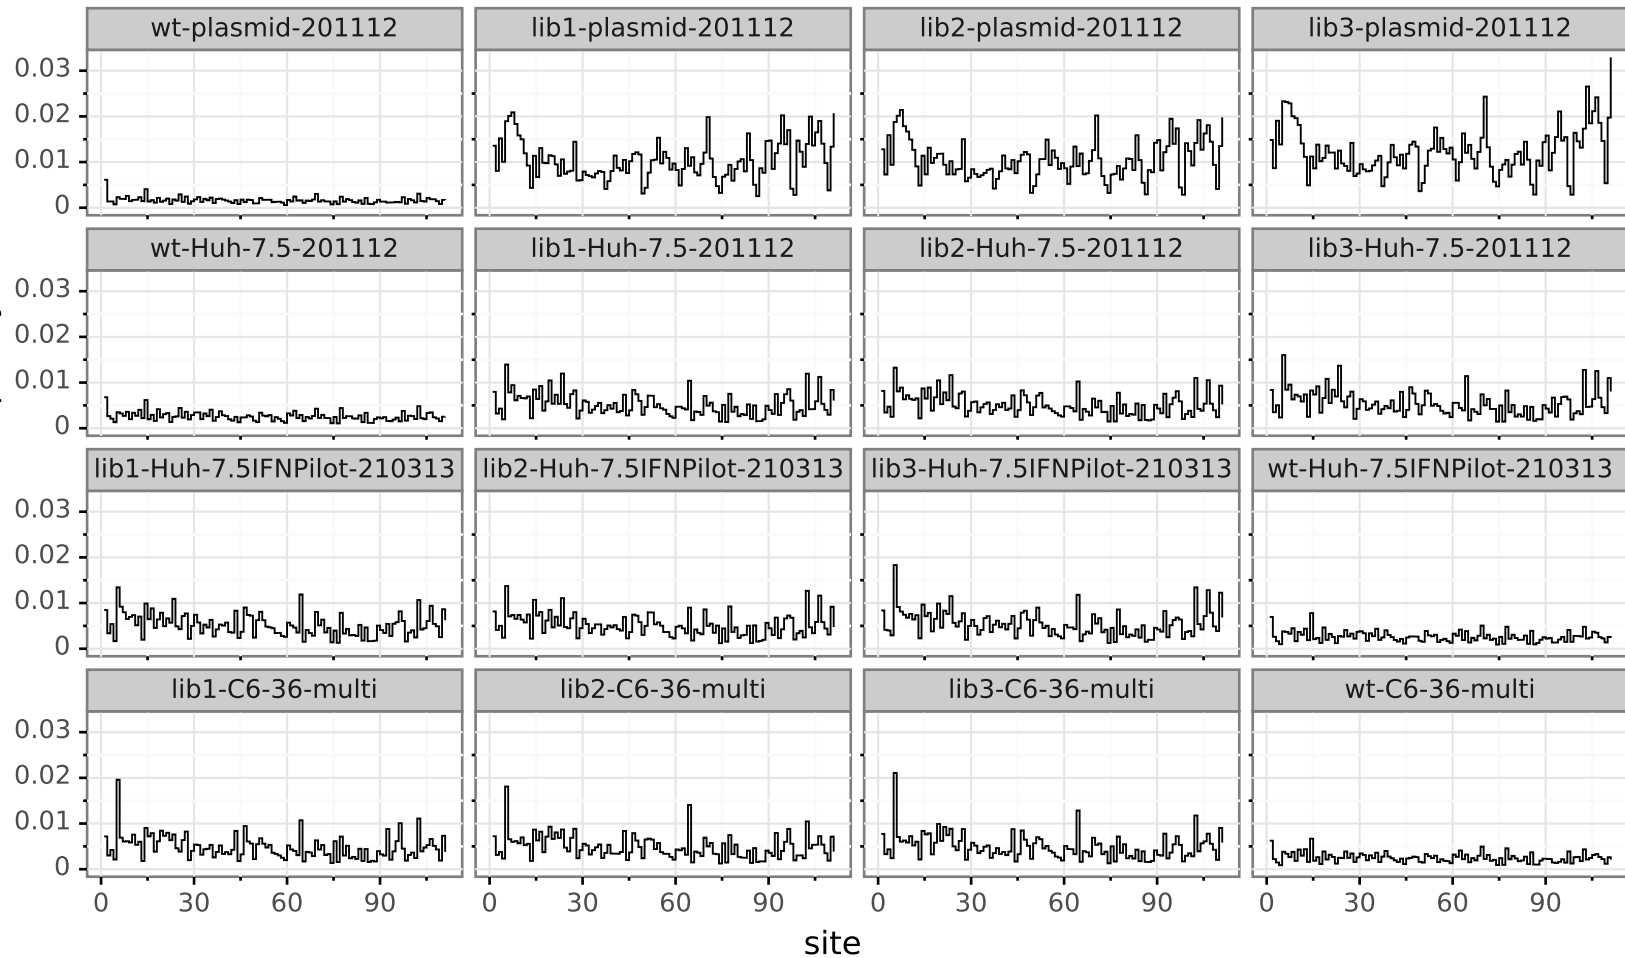 wt-plasmid-201112 lib1-plasmid-201112 lib2-plasmid-201112 lib3-plasmid-201112
0.03
0.02
0.01
0
wt-Huh-7.5-201112 lib1-Huh-7.5-201112 lib2-Huh-7.5-201112 lib3-Huh-7.5-201112
0.03
0.02
0.01
0
lib1-Huh-7.5IFNPilot-210313 lib2-Huh-7.5IFNPilot-210313 lib3-Huh-7.5IFNPilot-210313 wt-Huh-7.5IFNPilot-210313
0.03
0.02
0.01
0
lib1-C6-36-multi lib2-C6-36-multi lib3-C6-36-multi wt-C6-36-multi
0.03
0.02
0.01
0
0 30 60 90 0 30 60 90 0 30 60 90 0 30 60 90
site